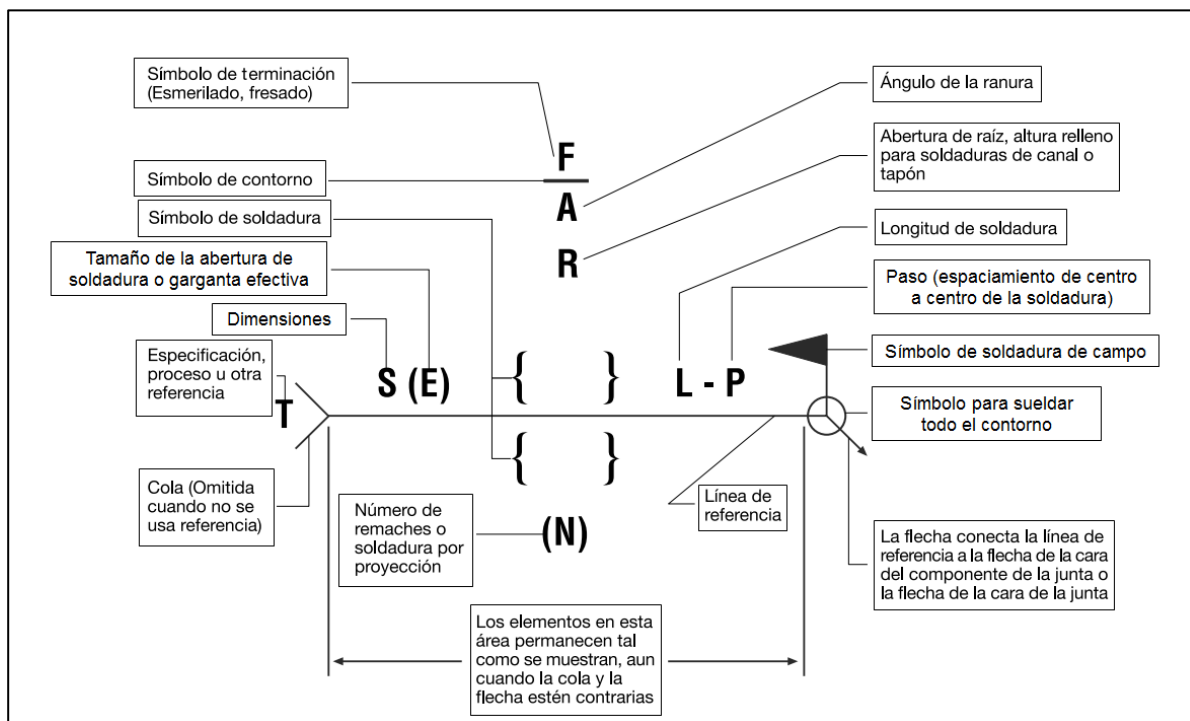 Símbolo de terminación
(Esmerilado, fresado)
Ángulo de la ranura
F
Abertura de raíz, altura relleno
para soldaduras de canal o
tapón
Símbolo de contorno
A
Símbolo de soldadura
R
Longitud de soldadura
Tamaño de la abertura de
soldadura o garganta efectiva
Paso (espaciamiento de centro
a centro de la soldadura)
Dimensiones
Símbolo de soldadura de campo
Especificación,
proceso u otra
referencia
T
S (E)
{ }
L - P
Símbolo para sueldar
todo el contorno
{ }
Cola (Omitida
cuando no se
usa referencia)
Número de
remaches o
soldadura por
proyección
(N)
Línea de
referencia
La flecha conecta la línea de
referencia a la flecha de la cara
del componente de la junta o
la flecha de la cara de la junta
Los elementos en esta
área permanecen tal
como se muestran, aun
cuando la cola y la
flecha estén contrarias